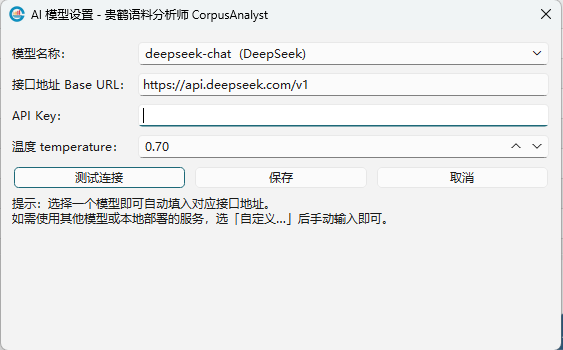 AI 模型设置 - 贵鹤语料分析师 CorpusAnalyst
模型名称： deepseek-chat（DeepSeek）
接口地址 Base URL： https://api.deepseek.com/v1
API Key：
温度 temperature： 0.70
测试连接 保存 取消
提示：选择一个模型即可自动填入对应接口地址。
如需使用其他模型或本地部署的服务，选「自定义...」后手动输入即可。